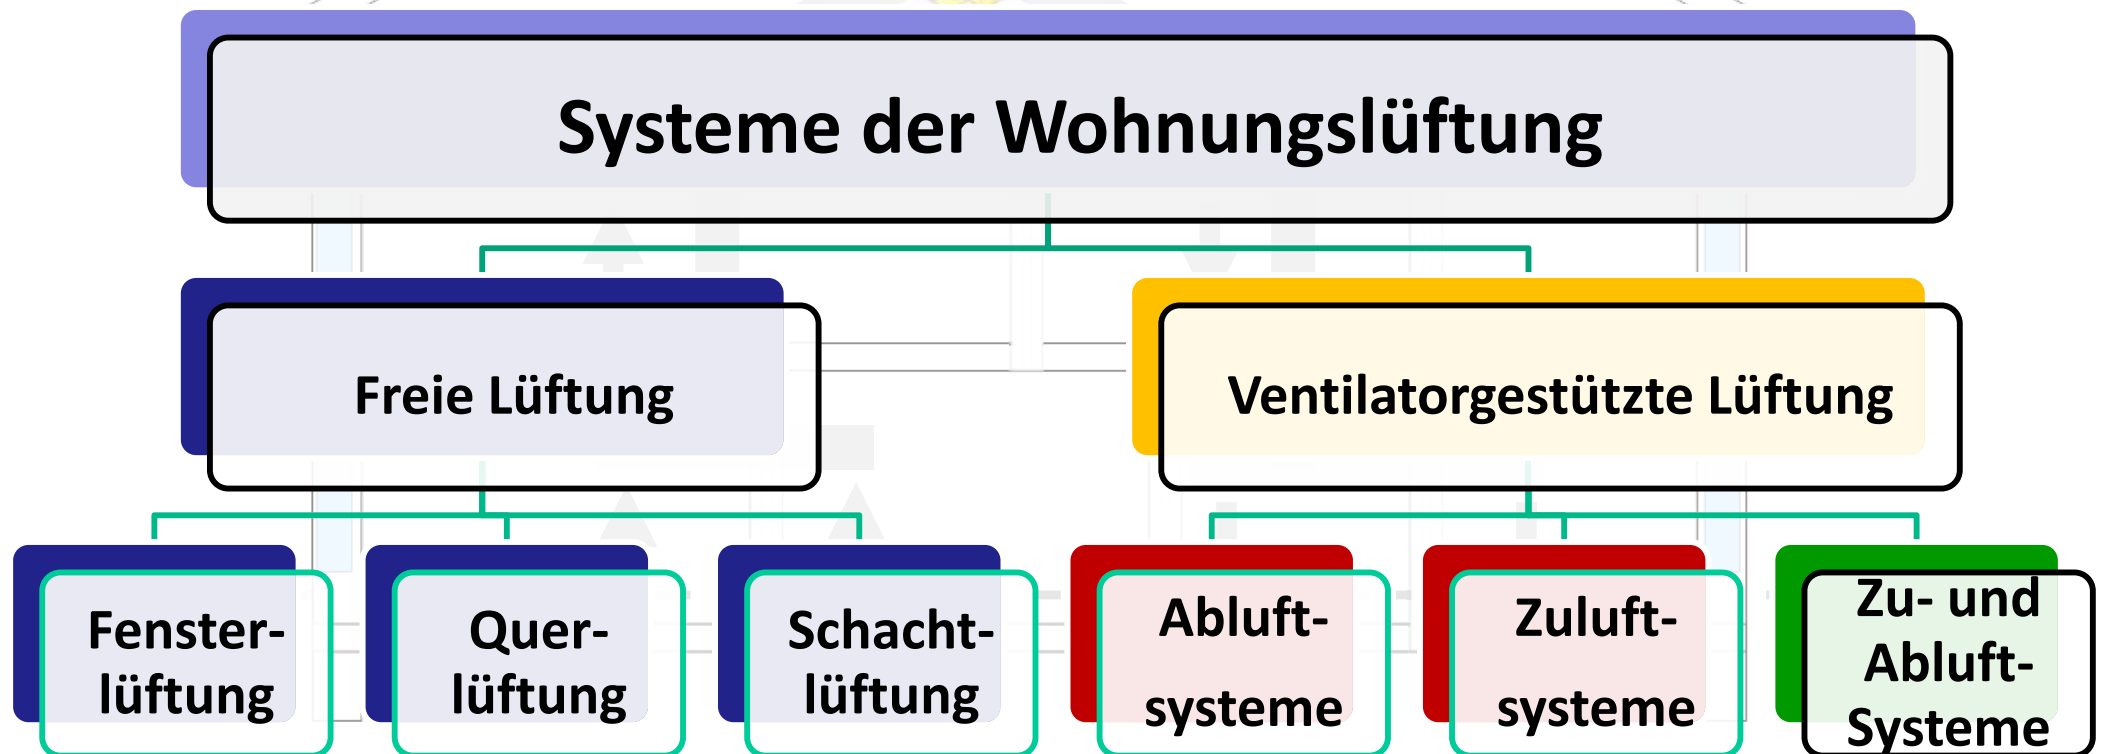 Systeme der Wohnungslüftung
Freie Lüftung
Ventilatorgestützte Lüftung
Fenster-
lüftung
Quer-
lüftung
Schacht-
lüftung
Abluft-
systeme
Zuluft-
systeme
Zu- und
Abluft-
Systeme